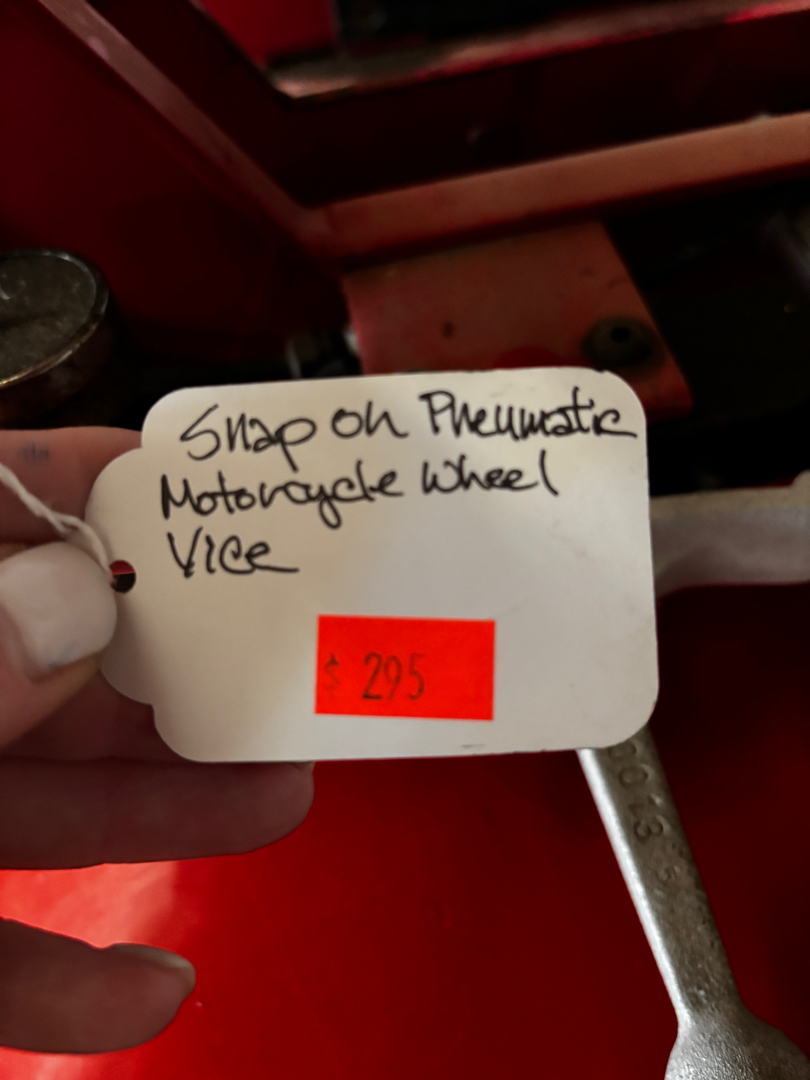 Snap on Pneumatic
Motorcycle Wheel
Vice
$ 295